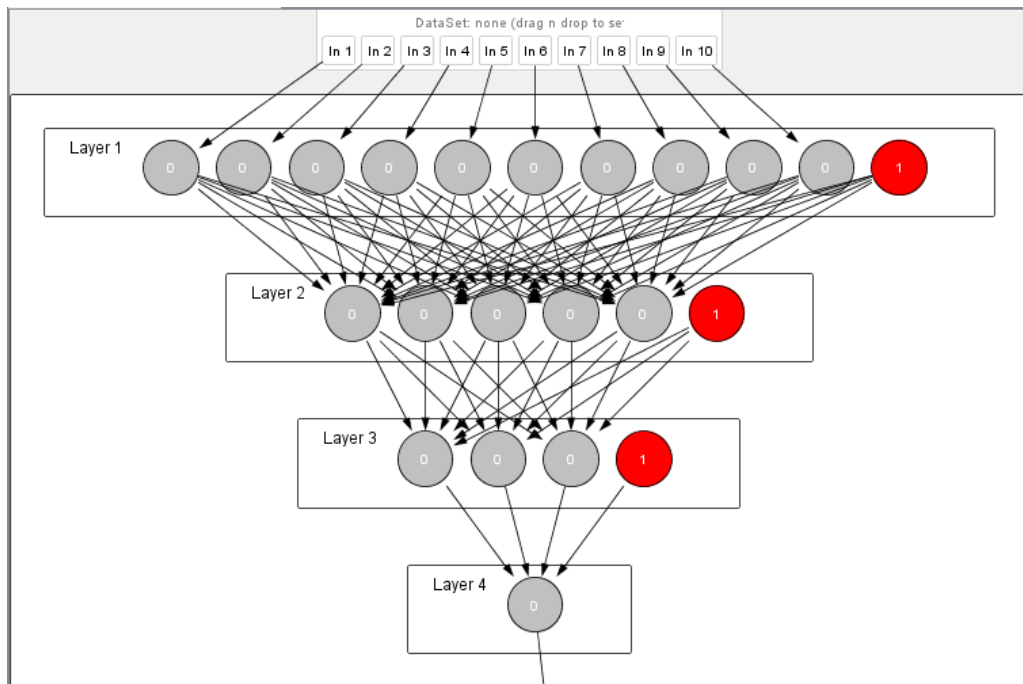 DataSet: none (drag n drop to se
In 1 In 2 In 3 In 4 In 5 In 6 In 7 In 8 In 9 In 10
Layer 1
0 0 0 0 0 0 0 0 0 0 1
Layer 2
0 0 0 0 0 1
Layer 3
0 0 0 1
Layer 4
0